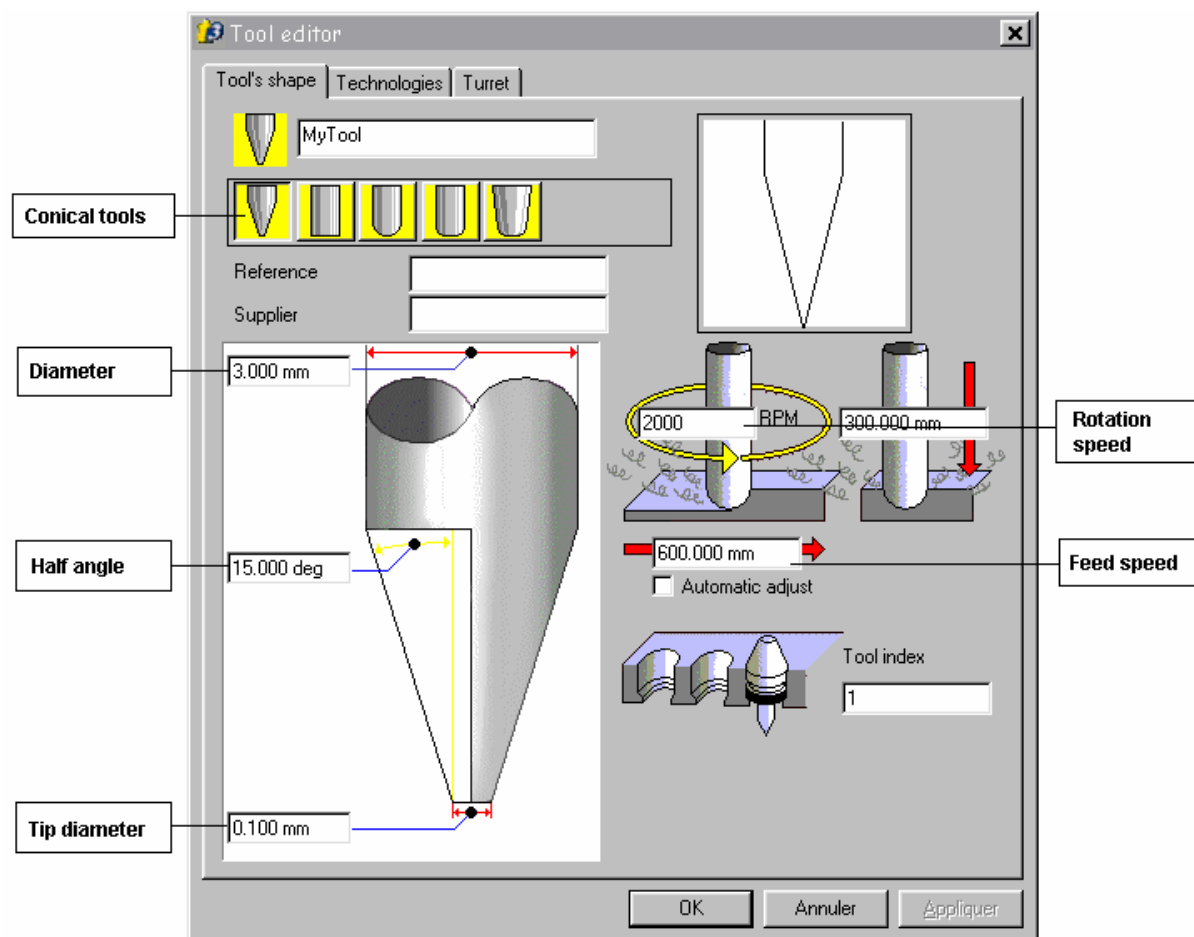 Tool editor
Tool's shape Technologies Turret
MyTool
Conical tools
Reference
Supplier
Diameter
3.000 mm
2000 RPM 300.000 mm
Rotation
speed
Half angle
15.000 deg
600.000 mm
Feed speed
Automatic adjust
Tool index
1
Tip diameter
0.100 mm
OK Annuler Appliquer